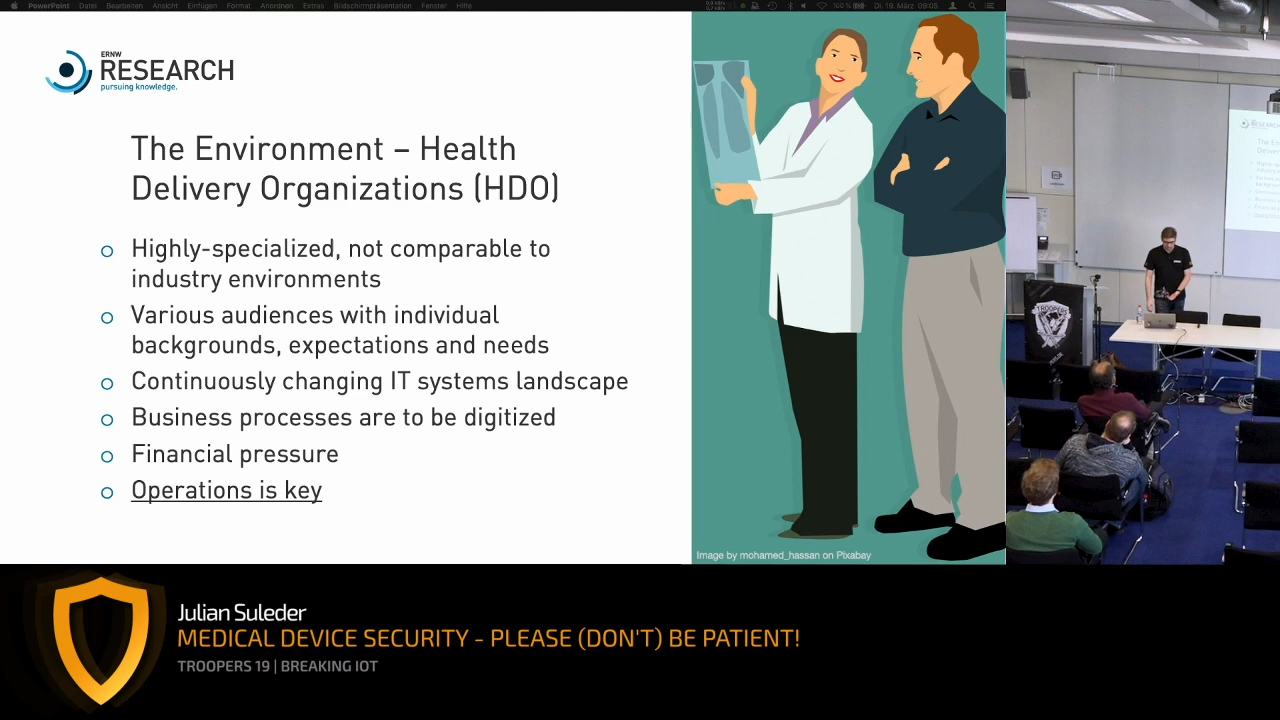 PowerPoint Datei Bearbeiten Ansicht Einfügen Format Anordnen Extras Bildschirmpräsentation Fenster Hilfe
100 % Di. 19. März 09:05
ERNW
RESEARCH
pursuing knowledge.
The Environment – Health
Delivery Organizations (HDO)
Highly-specialized, not comparable to
industry environments
Various audiences with individual
backgrounds, expectations and needs
Continuously changing IT systems landscape
Business processes are to be digitized
Financial pressure
Operations is key
Image by mohamed_hassan on Pixabay
TROOPERS
Julian Suleder
MEDICAL DEVICE SECURITY - PLEASE (DON'T) BE PATIENT!
TROOPERS 19 | BREAKING IOT